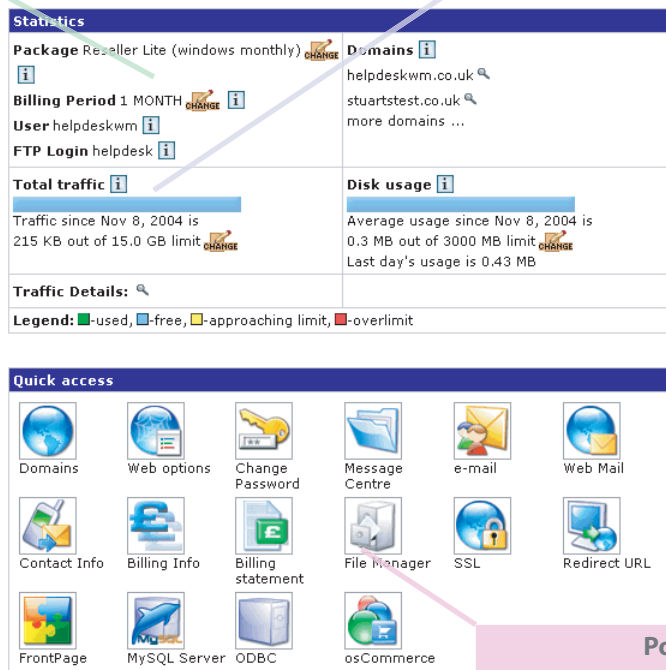 Statistics
Package Reseller Lite (windows monthly) CHANGE
Billing Period 1 MONTH CHANGE
User helpdeskwm
FTP Login helpdesk
Domains
helpdeskwm.co.uk
stuartstest.co.uk
more domains ...
Total traffic
Traffic since Nov 8, 2004 is
215 KB out of 15.0 GB limit CHANGE
Disk usage
Average usage since Nov 8, 2004 is
0.3 MB out of 3000 MB limit CHANGE
Last day's usage is 0.43 MB
Traffic Details:
Legend: -used, -free, -approaching limit, -overlimit
Quick access
Domains
Web options
Change
Password
Message
Centre
e-mail
Web Mail
Contact Info
Billing Info
Billing
statement
File Manager
SSL
Redirect URL
FrontPage
MySQL
MySQL Server
ODBC
osCommerce